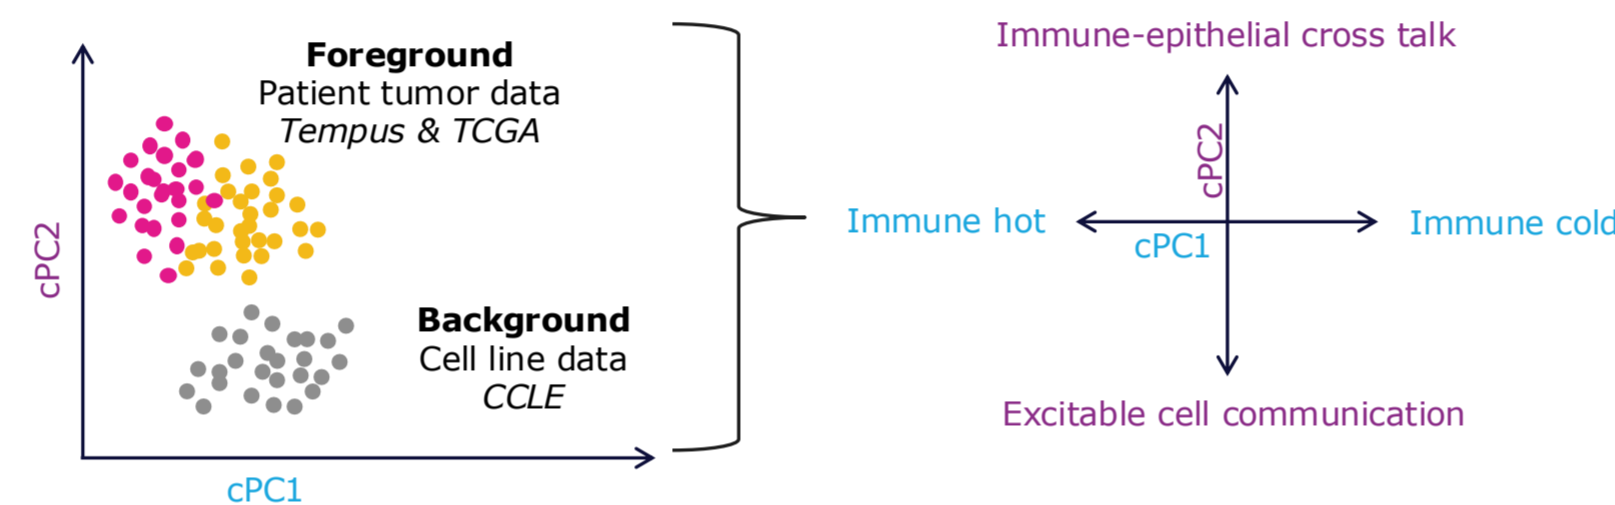 Foreground
Patient tumor data
Tempus & TCGA
cPC2
Background
Cell line data
CCLE
cPC1
Immune-epithelial cross talk
cPC2
Immune hot
Immune cold
cPC1
Excitable cell communication